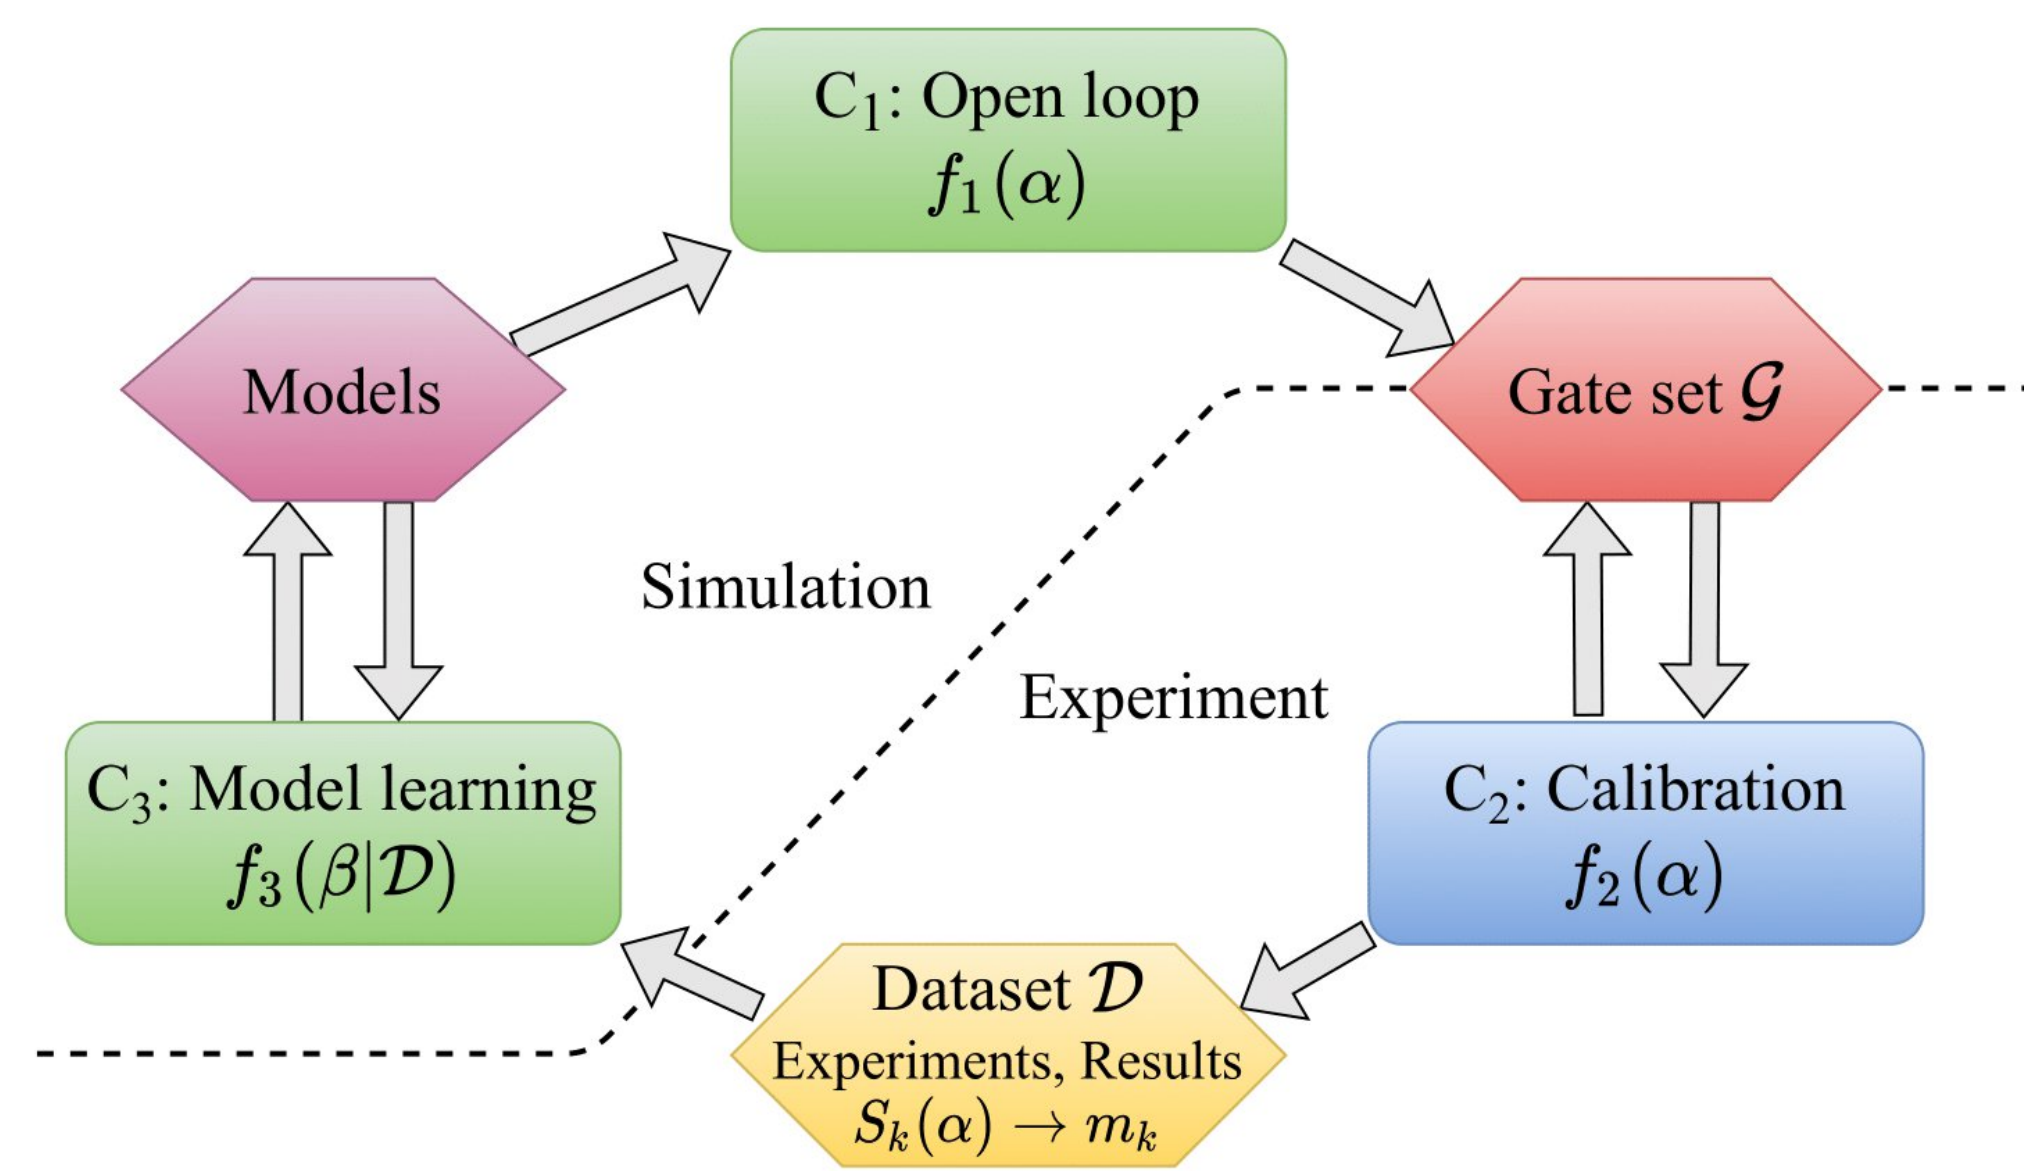 C₁: Open loop
f₁(α)
Models
Gate set 𝒢
Simulation
Experiment
C₃: Model learning
f₃(β|𝒟)
C₂: Calibration
f₂(α)
Dataset 𝒟
Experiments, Results
Sₖ(α) → mₖ